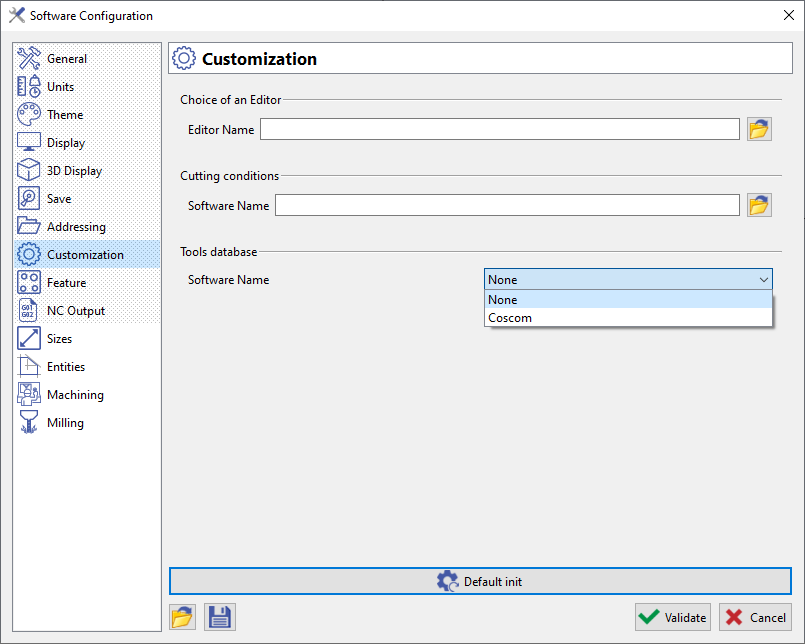 Software Configuration
General
Units
Theme
Display
3D Display
Save
Addressing
Customization
Feature
G01
G02
NC Output
Sizes
Entities
Machining
Milling
Customization
Choice of an Editor
Editor Name
Cutting conditions
Software Name
Tools database
Software Name
None
None
Coscom
Default init
Validate
Cancel